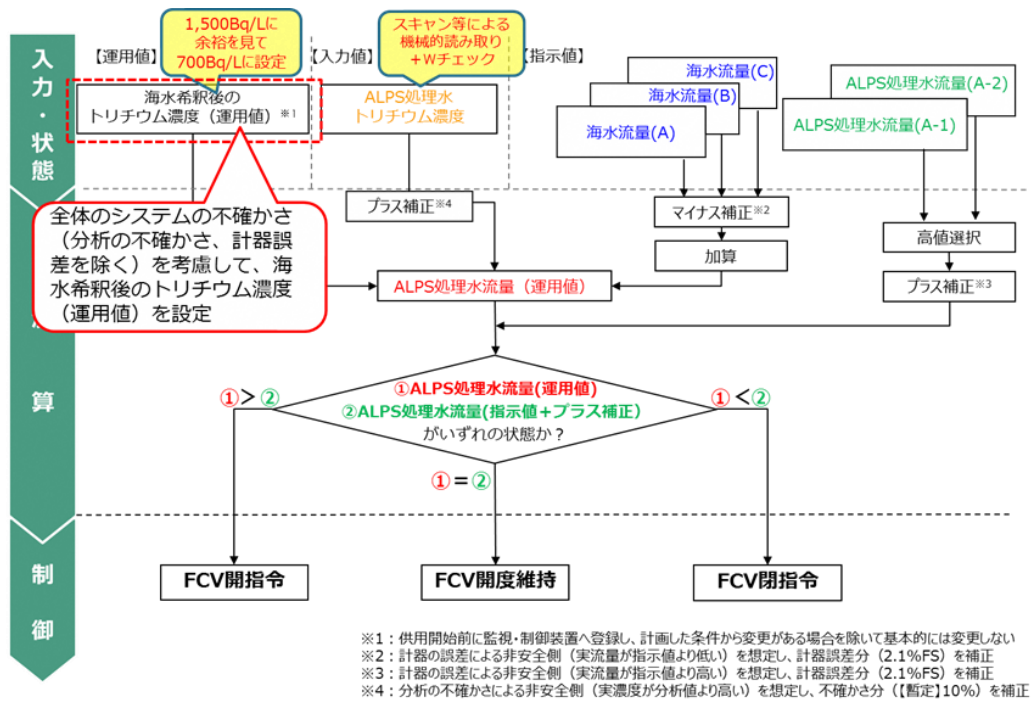 入力・状態
演算
制御
【運用値】
1,500Bq/Lに
余裕を見て
700Bq/Lに設定
【入力値】
スキャン等による
機械的読み取り
+Wチェック
【指示値】
海水希釈後の
トリチウム濃度（運用値）※1
ALPS処理水
トリチウム濃度
海水流量(C)
海水流量(B)
海水流量(A)
ALPS処理水流量(A-2)
ALPS処理水流量(A-1)
全体のシステムの不確かさ
（分析の不確かさ、計器誤
差を除く）を考慮して、海
水希釈後のトリチウム濃度
（運用値）を設定
プラス補正※4
マイナス補正※2
加算
高値選択
プラス補正※3
ALPS処理水流量（運用値）
①ALPS処理水流量(運用値)
②ALPS処理水流量(指示値＋プラス補正）
がいずれの状態か？
①＞②
①＜②
①＝②
FCV開指令
FCV開度維持
FCV閉指令
※1：供用開始前に監視・制御装置へ登録し、計画した条件から変更がある場合を除いて基本的には変更しない
※2：計器の誤差による非安全側（実流量が指示値より低い）を想定し、計器誤差分（2.1%FS）を補正
※3：計器の誤差による非安全側（実流量が指示値より高い）を想定し、計器誤差分（2.1%FS）を補正
※4：分析の不確かさによる非安全側（実濃度が分析値より高い）を想定し、不確かさ分（【暫定】10%）を補正